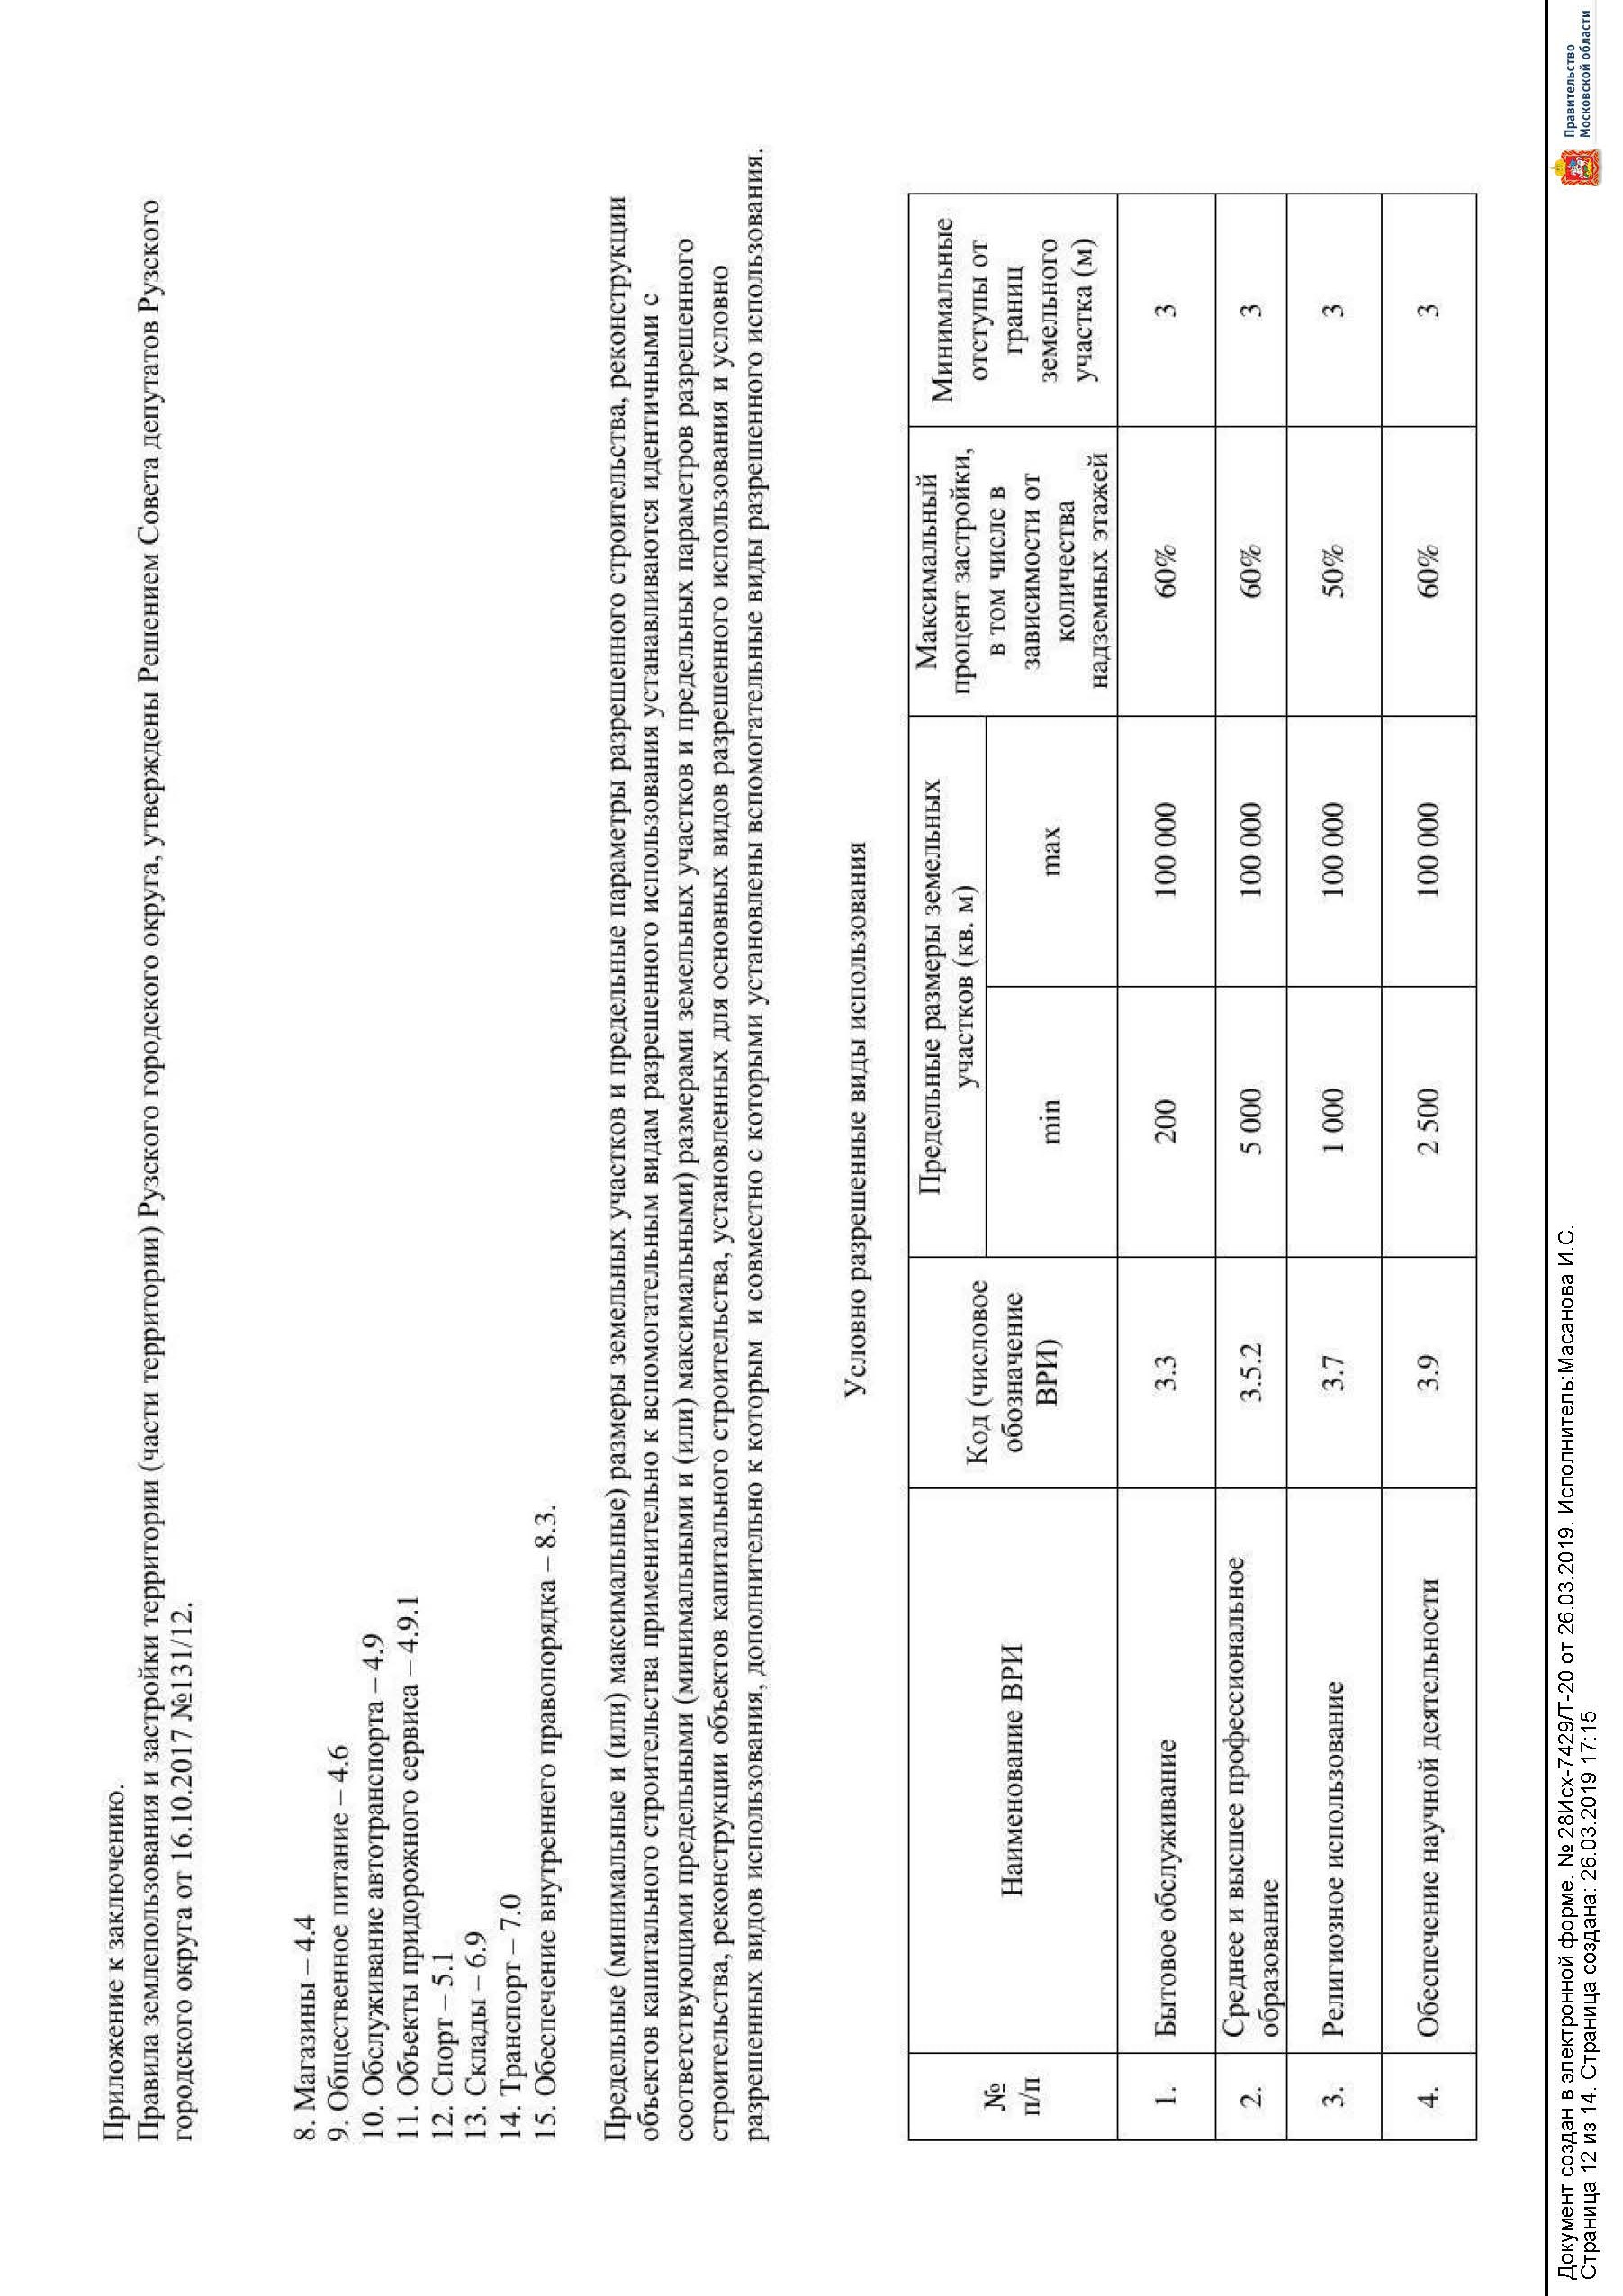 Приложение к заключению.
Правила землепользования и застройки территории (части территории) Рузского городского округа, утверждены Решением Совета депутатов Рузского
городского округа от 16.10.2017 №131/12.
8. Магазины – 4.4
9. Общественное питание – 4.6
10. Обслуживание автотранспорта – 4.9
11. Объекты придорожного сервиса – 4.9.1
12. Спорт – 5.1
13. Склады – 6.9
14. Транспорт – 7.0
15. Обеспечение внутреннего правопорядка – 8.3.
Предельные (минимальные и (или) максимальные) размеры земельных участков и предельные параметры разрешенного строительства, реконструкции
объектов капитального строительства применительно к вспомогательным видам разрешенного использования устанавливаются идентичными с
соответствующими предельными (минимальными и (или) максимальными) размерами земельных участков и предельных параметров разрешенного
строительства, реконструкции объектов капитального строительства, установленных для основных видов разрешенного использования и условно
разрешенных видов использования, дополнительно к которым и совместно с которыми установлены вспомогательные виды разрешенного использования.
Условно разрешенные виды использования
№
п/п
Наименование ВРИ
Код (числовое
обозначение
ВРИ)
Предельные размеры земельных
участков (кв. м)
min
max
Максимальный
процент застройки,
в том числе в
зависимости от
количества
надземных этажей
Минимальные
отступы от
границ
земельного
участка (м)
1. Бытовое обслуживание 3.3 200 100 000 60% 3
2. Среднее и высшее профессиональное
образование 3.5.2 5 000 100 000 60% 3
3. Религиозное использование 3.7 1 000 100 000 50% 3
4. Обеспечение научной деятельности 3.9 2 500 100 000 60% 3
Документ создан в электронной форме. № 28Исх-7429/Т-20 от 26.03.2019. Исполнитель:Масанова И.С.
Страница 12 из 14. Страница создана: 26.03.2019 17:15
Правительство
Московской области